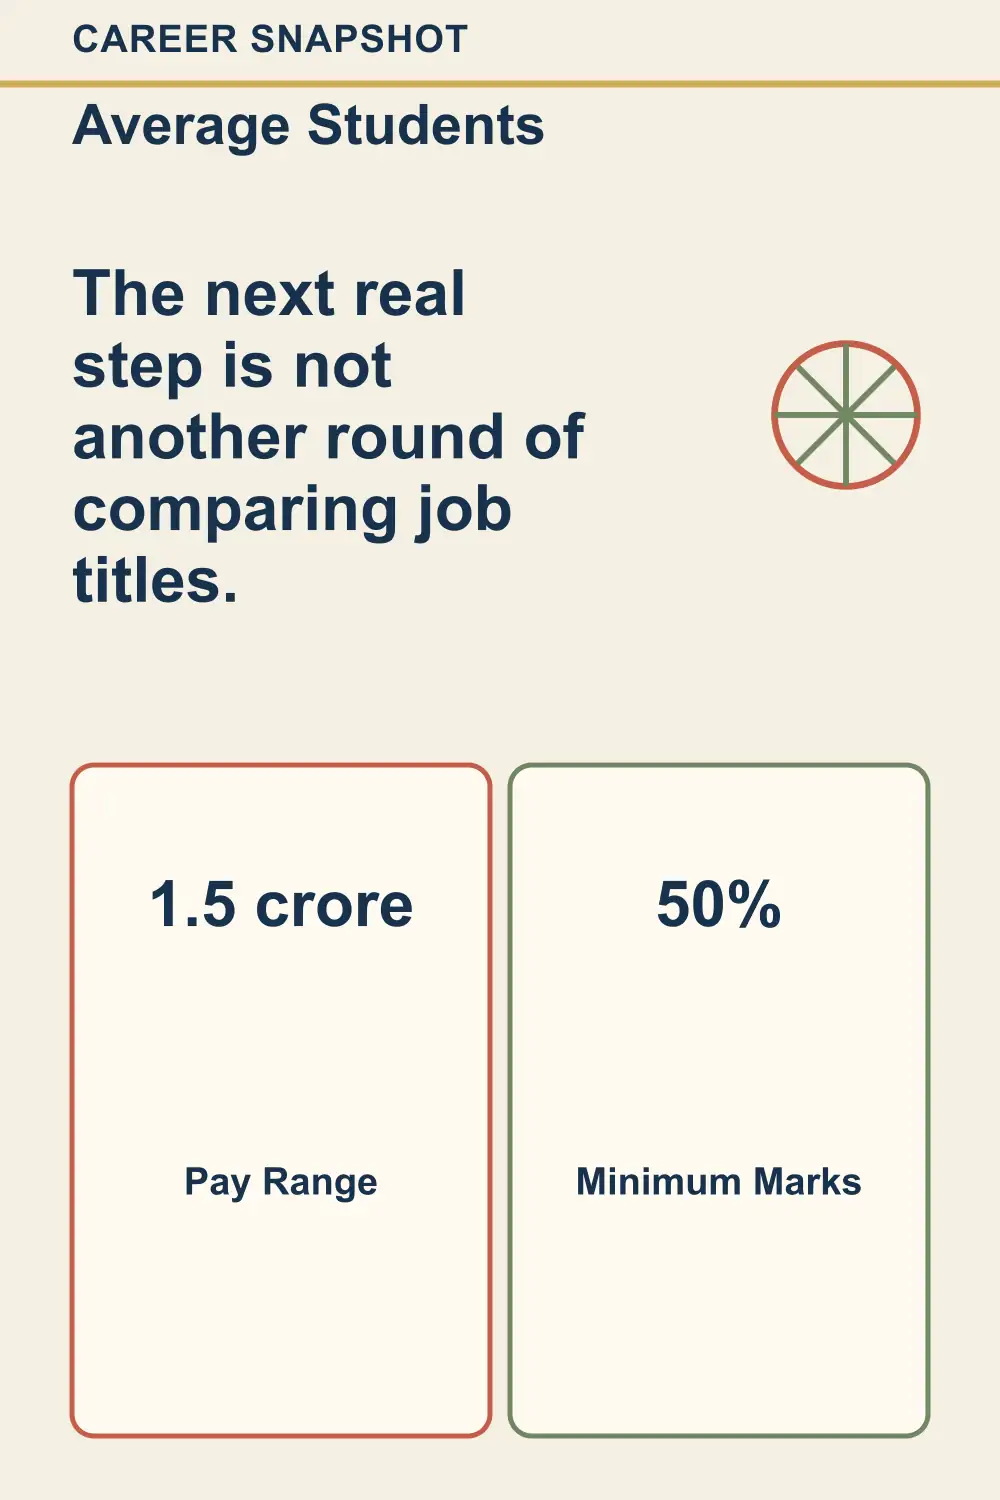 CAREER SNAPSHOT
Average Students
The next real
step is not
another round of
comparing job
titles.
1.5 crore
50%
Pay Range
Minimum Marks